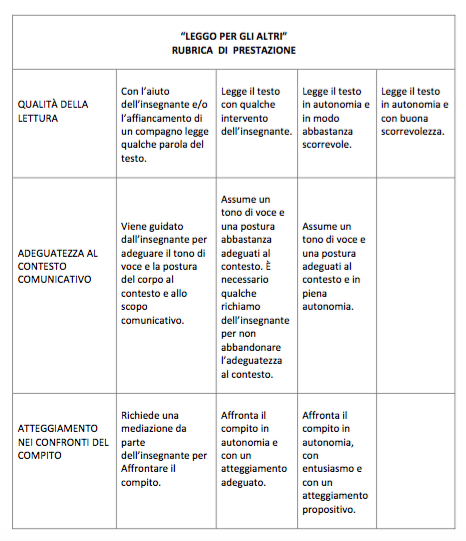 “LEGGO PER GLI ALTRI”
RUBRICA DI PRESTAZIONE
QUALITÀ DELLA
LETTURA
Con l’aiuto
dell’insegnante e/o
l’affiancamento di
un compagno legge
qualche parola del
testo.
Legge il testo
con qualche
intervento
dell’insegnante.
Legge il testo
in autonomia e
in modo
abbastanza
scorrevole.
Legge il testo
in autonomia e
con buona
scorrevolezza.
ADEGUATEZZA AL
CONTESTO
COMUNICATIVO
Viene guidato
dall’insegnante per
adeguare il tono di
voce e la postura
del corpo al
contesto e allo
scopo
comunicativo.
Assume un
tono di voce e
una postura
abbastanza
adeguati al
contesto. È
necessario
qualche
richiamo
dell’insegnante
per non
abbandonare
l’adeguatezza
al contesto.
Assume un
tono di voce e
una postura
adeguati al
contesto e in
piena
autonomia.
ATTEGGIAMENTO
NEI CONFRONTI DEL
COMPITO
Richiede una
mediazione da
parte
dell’insegnante per
Affrontare il
compito.
Affronta il
compito in
autonomia e
con un
atteggiamento
adeguato.
Affronta il
compito in
autonomia,
con
entusiasmo e
con un
atteggiamento
propositivo.